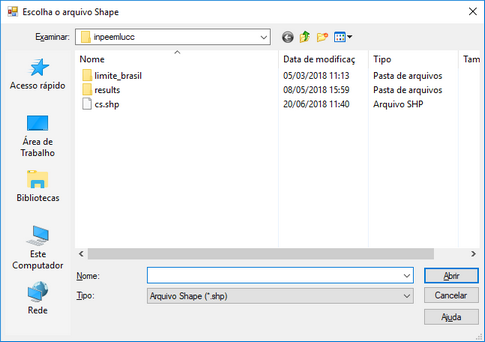 Escolha o arquivo Shape
Examinar: inpeemlucc
Nome Data de modificaç Tipo Tam
limite_brasil 05/03/2018 11:13 Pasta de arquivos
results 08/05/2018 15:59 Pasta de arquivos
cs.shp 20/06/2018 11:40 Arquivo SHP
Acesso rápido
Área de
Trabalho
Bibliotecas
Este
Computador
Rede
Nome: Abrir
Tipo: Arquivo Shape (*.shp) Cancelar
Ajuda